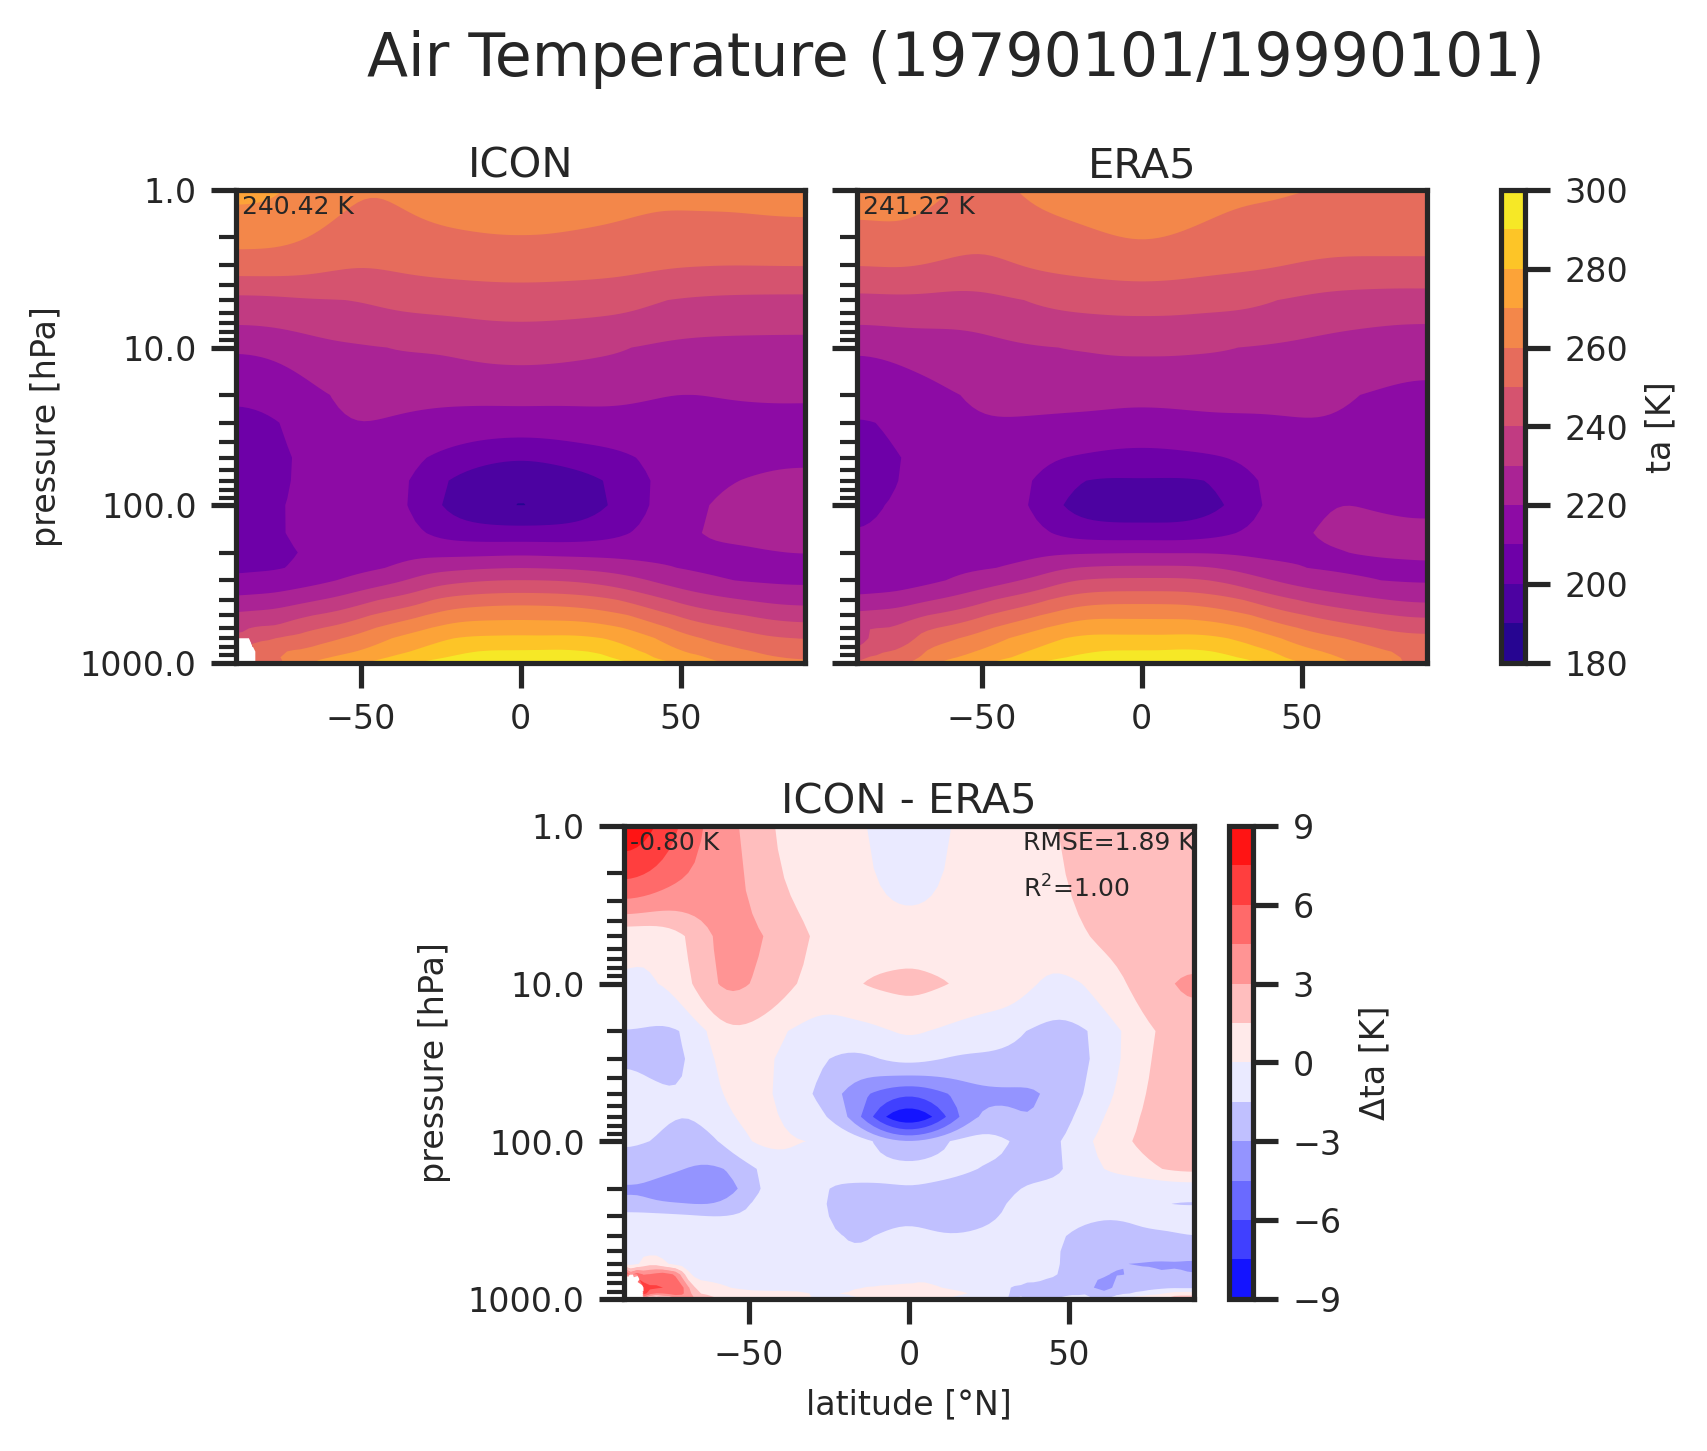 Air Temperature (19790101/19990101)
ICON
ERA5
240.42 K
241.22 K
1.0
10.0
100.0
1000.0
pressure [hPa]
−50
0
50
−50
0
50
300
280
260
240
220
200
180
ta [K]
ICON - ERA5
-0.80 K
RMSE=1.89 K
R²=1.00
1.0
10.0
100.0
1000.0
pressure [hPa]
−50
0
50
latitude [°N]
9
6
3
0
−3
−6
−9
Δta [K]